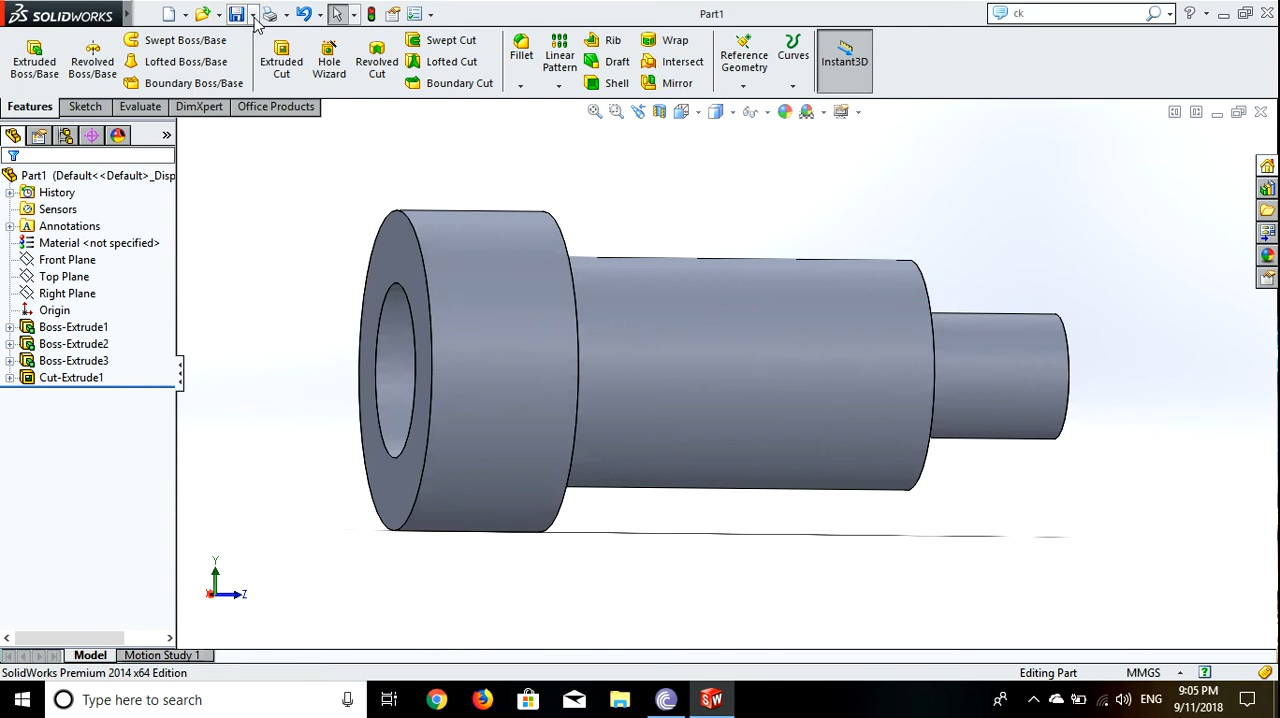 SOLIDWORKS
Part1
ck
Extruded Boss/Base
Revolved Boss/Base
Swept Boss/Base
Lofted Boss/Base
Boundary Boss/Base
Extruded Cut
Hole Wizard
Revolved Cut
Swept Cut
Lofted Cut
Boundary Cut
Fillet
Linear Pattern
Rib
Draft
Shell
Wrap
Intersect
Mirror
Reference Geometry
Curves
Instant3D
Features
Sketch
Evaluate
DimXpert
Office Products
Part1 (Default<<Default>_Disp
History
Sensors
A Annotations
Material <not specified>
Front Plane
Top Plane
Right Plane
Origin
Boss-Extrude1
Boss-Extrude2
Boss-Extrude3
Cut-Extrude1
Y
X
Z
Model
Motion Study 1
SolidWorks Premium 2014 x64 Edition
Editing Part
MMGS
Type here to search
SW
ENG
9:05 PM
9/11/2018